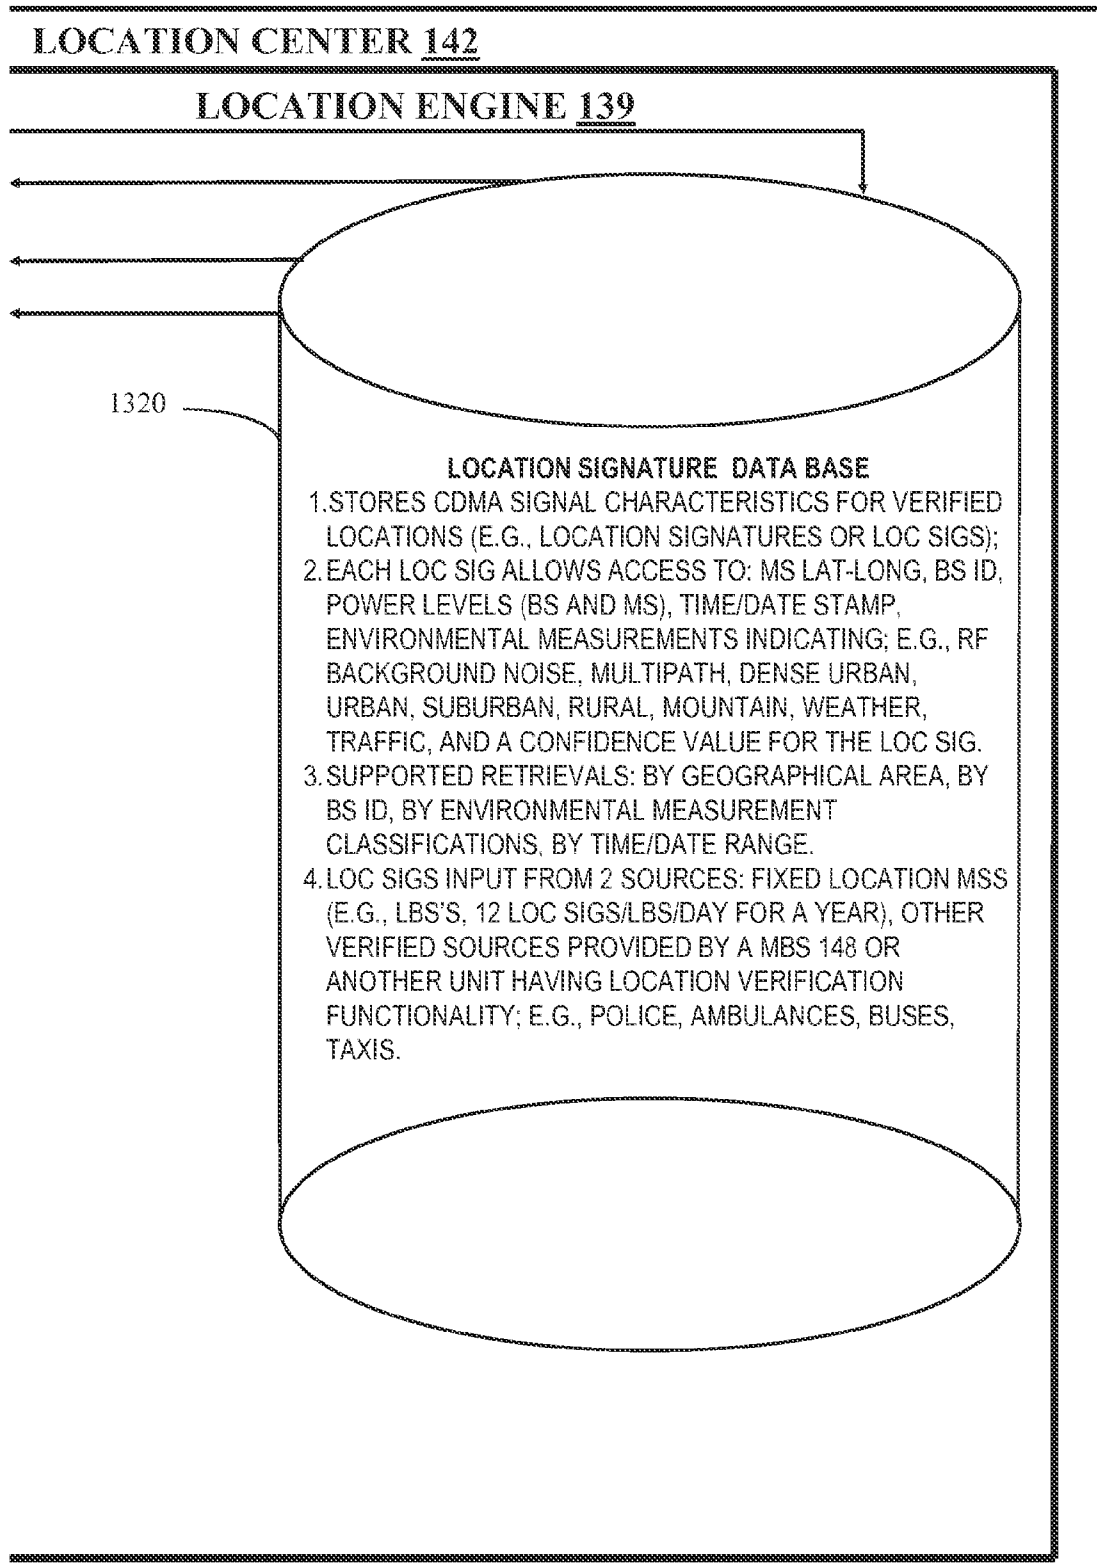 LOCATION CENTER 142
LOCATION ENGINE 139
1320
LOCATION SIGNATURE DATA BASE
1. STORES CDMA SIGNAL CHARACTERISTICS FOR VERIFIED
LOCATIONS (E.G., LOCATION SIGNATURES OR LOC SIGS);
2. EACH LOC SIG ALLOWS ACCESS TO: MS LAT-LONG, BS ID,
POWER LEVELS (BS AND MS), TIME/DATE STAMP,
ENVIRONMENTAL MEASUREMENTS INDICATING; E.G., RF
BACKGROUND NOISE, MULTIPATH, DENSE URBAN,
URBAN, SUBURBAN, RURAL, MOUNTAIN, WEATHER,
TRAFFIC, AND A CONFIDENCE VALUE FOR THE LOC SIG.
3. SUPPORTED RETRIEVALS: BY GEOGRAPHICAL AREA, BY
BS ID, BY ENVIRONMENTAL MEASUREMENT
CLASSIFICATIONS, BY TIME/DATE RANGE.
4. LOC SIGS INPUT FROM 2 SOURCES: FIXED LOCATION MSS
(E.G., LBS'S, 12 LOC SIGS/LBS/DAY FOR A YEAR), OTHER
VERIFIED SOURCES PROVIDED BY A MBS 148 OR
ANOTHER UNIT HAVING LOCATION VERIFICATION
FUNCTIONALITY; E.G., POLICE, AMBULANCES, BUSES,
TAXIS.